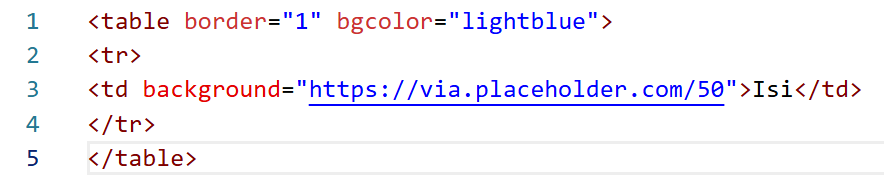 1 <table border="1" bgcolor="lightblue">
2 <tr>
3 <td background="https://via.placeholder.com/50">Isi</td>
4 </tr>
5 </table>